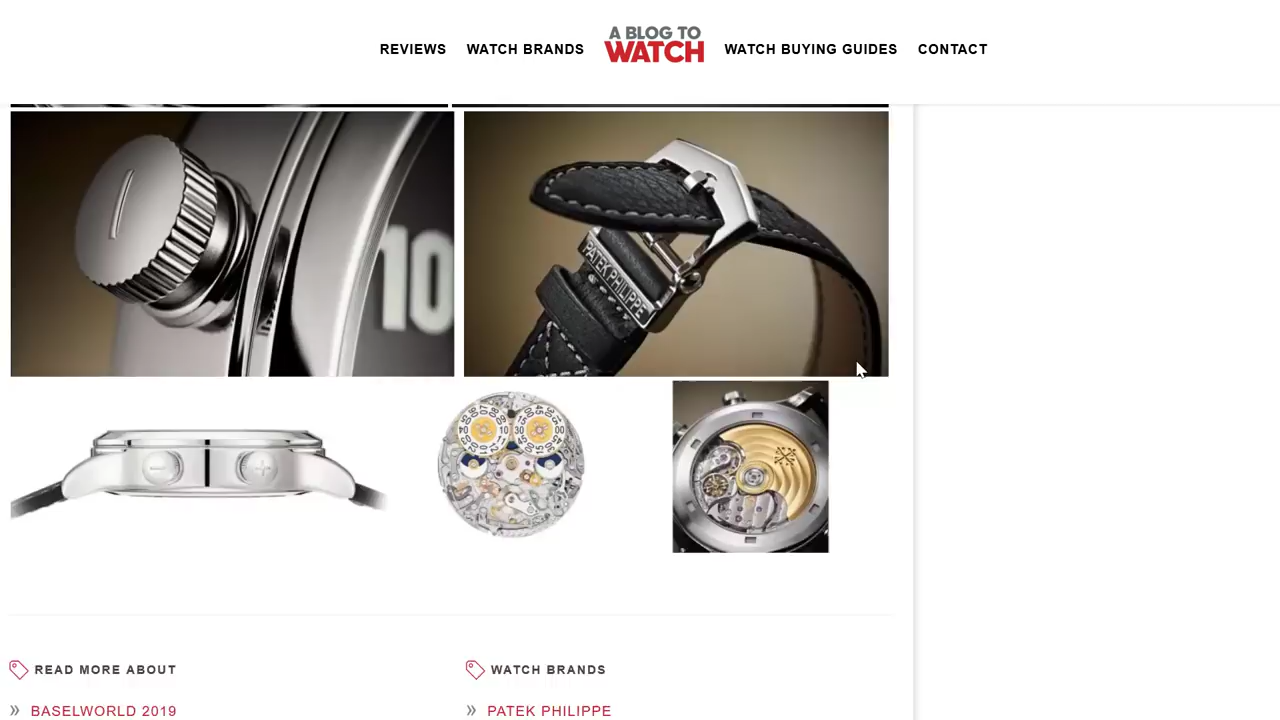 REVIEWS
WATCH BRANDS
A BLOG TO
WATCH
WATCH BUYING GUIDES
CONTACT
10
PATEK PHILIPPE
READ MORE ABOUT
BASELWORLD 2019
WATCH BRANDS
PATEK PHILIPPE